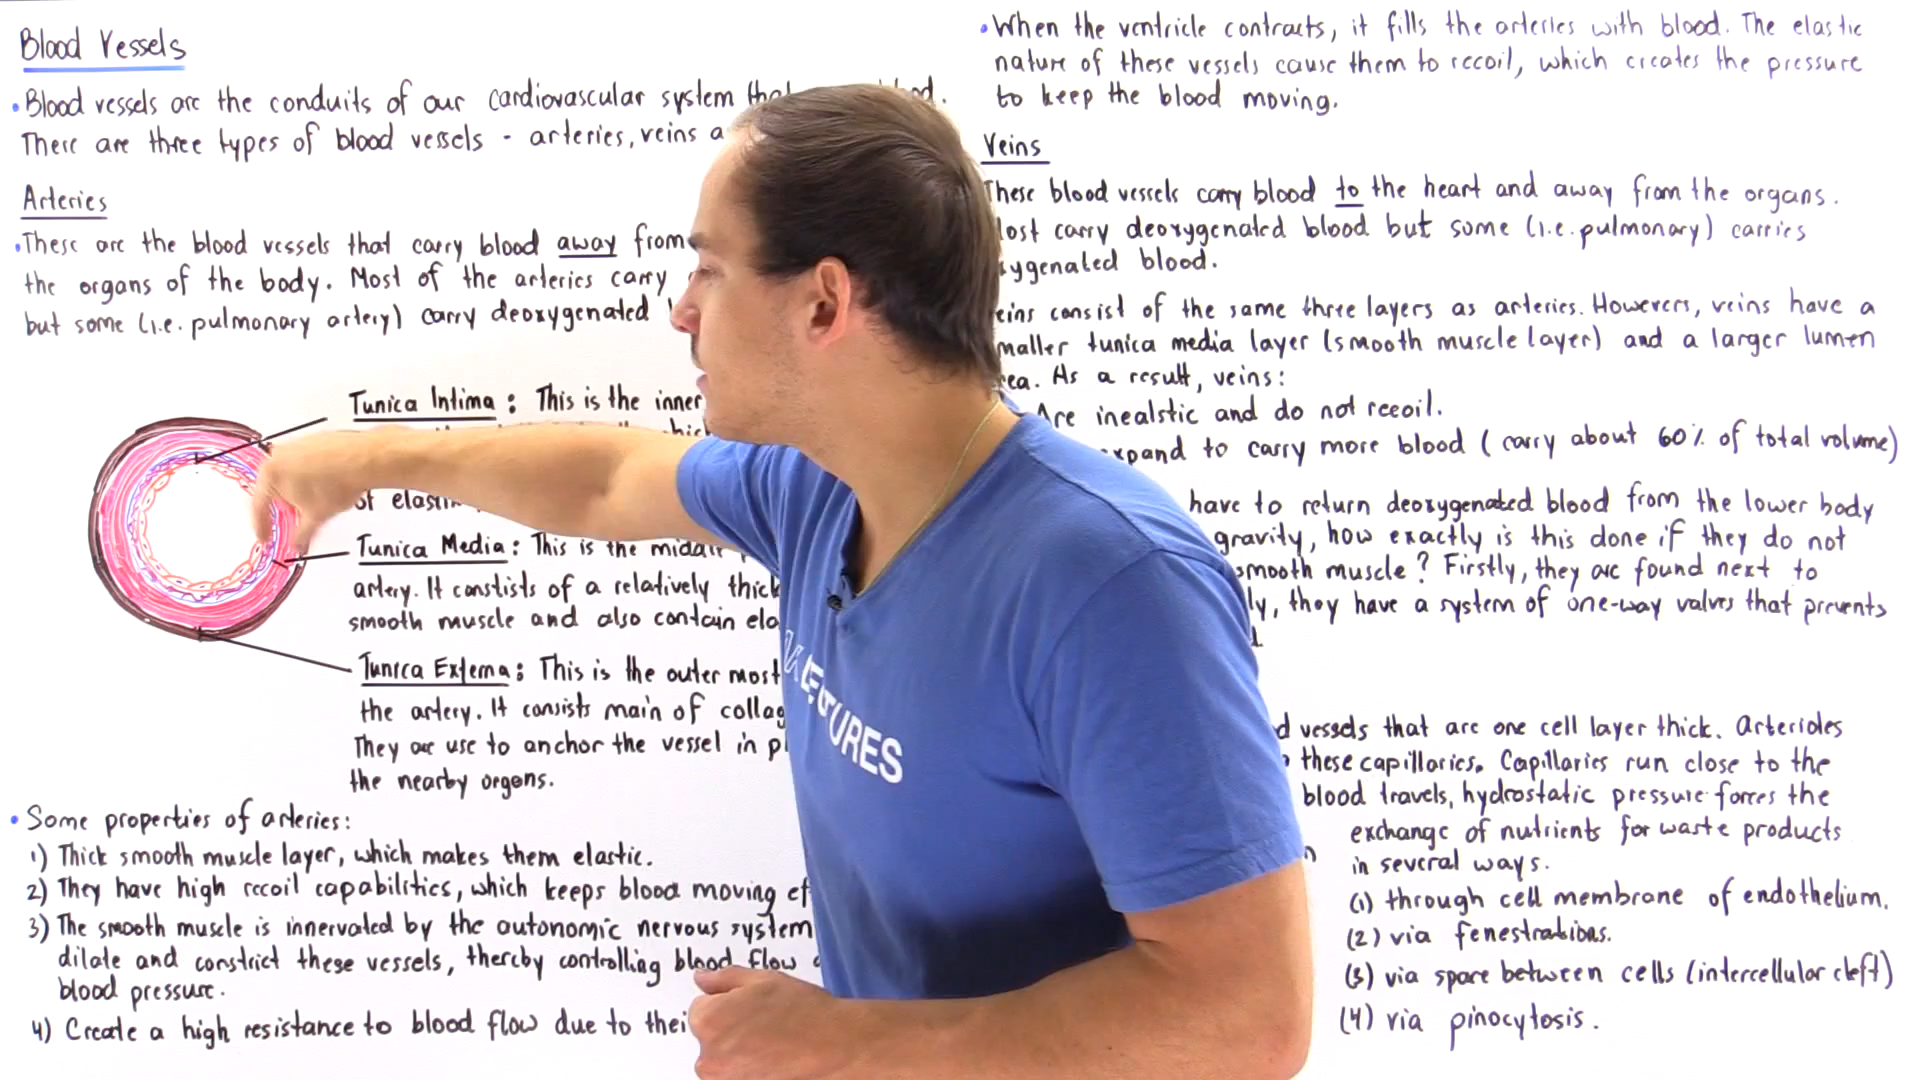 Blood Vessels
• Blood vessels are the conduits of our cardiovascular system
There are three types of blood vessels - arteries, veins
Arteries
• These are the blood vessels that carry blood away from
the organs of the body. Most of the arteries carry
but some (i.e. pulmonary artery) carry deoxygenated
Tunica Intima : This is the inner
of
Tunica Media : This is the middle
artery. It constists of a relatively thick
smooth muscle and also contain
Tunica Externa : This is the outer most
the artery. It consists main of
They are use to anchor the vessel in
the nearby organs.
• Some properties of arteries:
1) Thick smooth muscle layer, which makes them elastic.
2) They have high recoil capabilities, which keeps blood moving
3) The smooth muscle is innervated by the autonomic nervous system
dilate and constrict these vessels, thereby controlling blood flow
blood pressure.
4) Create a high resistance to blood flow due to
• When the ventricle contracts, it fills the arteries with blood. The elastic
nature of these vessels cause them to recoil, which creates the pressure
to keep the blood moving.
Veins
These blood vessels carry blood to the heart and away from the organs.
carry deoxygenated blood but some (i.e. pulmonary) carries
blood.
consist of the same three layers as arteries. Howevers, veins have a
tunica media layer (smooth muscle layer) and a larger lumen
As a result, veins:
Are inealstic and do not recoil.
to carry more blood (carry about 60% of total volume)
have to return deoxygenated blood from the lower body
gravity, how exactly is this done if they do not
smooth muscle? Firstly, they are found next to
they have a system of one-way valves that prevents
vessels that are one cell layer thick. Arterioles
these capillaries. Capillaries run close to the
blood travels, hydrostatic pressure forces the
exchange of nutrients for waste products
in several ways.
(1) through cell membrane of endothelium.
(2) via fenestrations.
(3) via space between cells (intercellular cleft)
(4) via pinocytosis.